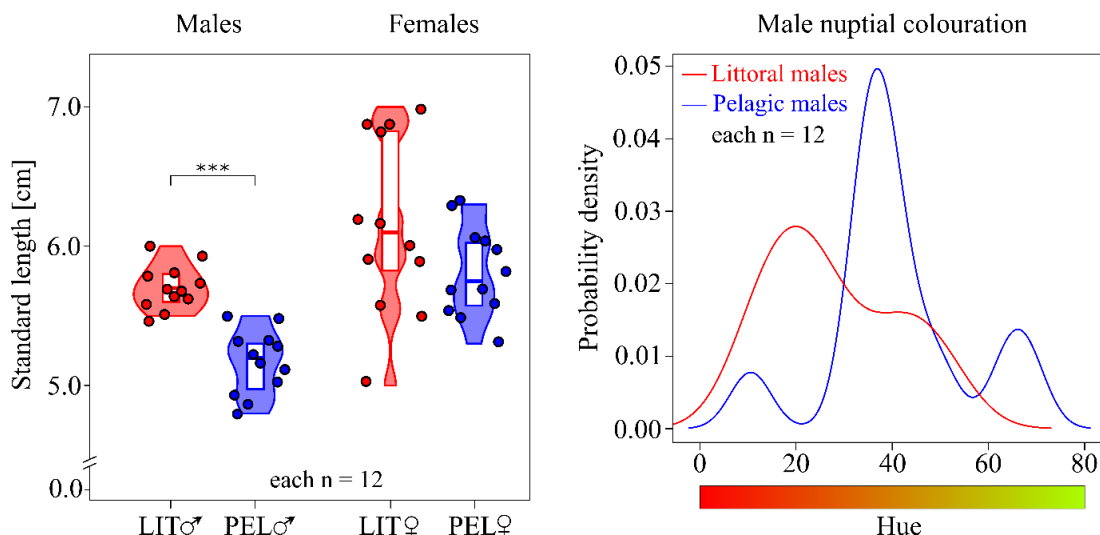 Males
Females
Standard length [cm]
7.0
6.0
5.0
0.0
***
each n = 12
LIT♂
PEL♂
LIT♀
PEL♀
Male nuptial colouration
Probability density
0.05
0.04
0.03
0.02
0.01
0.00
Littoral males
Pelagic males
each n = 12
0 20 40 60 80
Hue